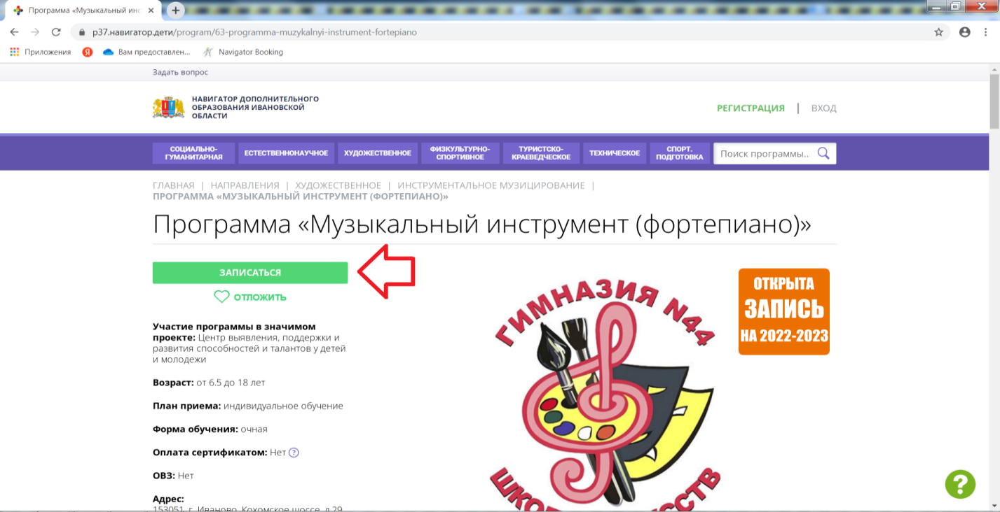 Программа «Музыкальный инс
p37.навигатор.дети/program/63-programma-muzykalnyi-instrument-fortepiano
Приложения
Я
Вам предоставлен...
Navigator Booking
Задать вопрос
НАВИГАТОР ДОПОЛНИТЕЛЬНОГО
ОБРАЗОВАНИЯ ИВАНОВСКОЙ
ОБЛАСТИ
РЕГИСТРАЦИЯ | ВХОД
СОЦИАЛЬНО-
ГУМАНИТАРНАЯ
ЕСТЕСТВЕННОНАУЧНОЕ
ХУДОЖЕСТВЕННОЕ
ФИЗКУЛЬТУРНО-
СПОРТИВНОЕ
ТУРИСТСКО-
КРАЕВЕДЧЕСКОЕ
ТЕХНИЧЕСКОЕ
СПОРТ.
ПОДГОТОВКА
Поиск программы..
ГЛАВНАЯ | НАПРАВЛЕНИЯ | ХУДОЖЕСТВЕННОЕ | ИНСТРУМЕНТАЛЬНОЕ МУЗИЦИРОВАНИЕ |
ПРОГРАММА «МУЗЫКАЛЬНЫЙ ИНСТРУМЕНТ (ФОРТЕПИАНО)»
Программа «Музыкальный инструмент (фортепиано)»
ЗАПИСАТЬСЯ
ОТЛОЖИТЬ
Участие программы в значимом
проекте: Центр выявления, поддержки и
развития способностей и талантов у детей
и молодежи
Возраст: от 6.5 до 18 лет
План приема: индивидуальное обучение
Форма обучения: очная
Оплата сертификатом: Нет ?
ОВЗ: Нет
Адрес:
153051, г. Иваново, Кохомское шоссе, д.29
ГИМНАЗИЯ N44
ОТКРЫТА
ЗАПИСЬ
НА 2022-2023
?